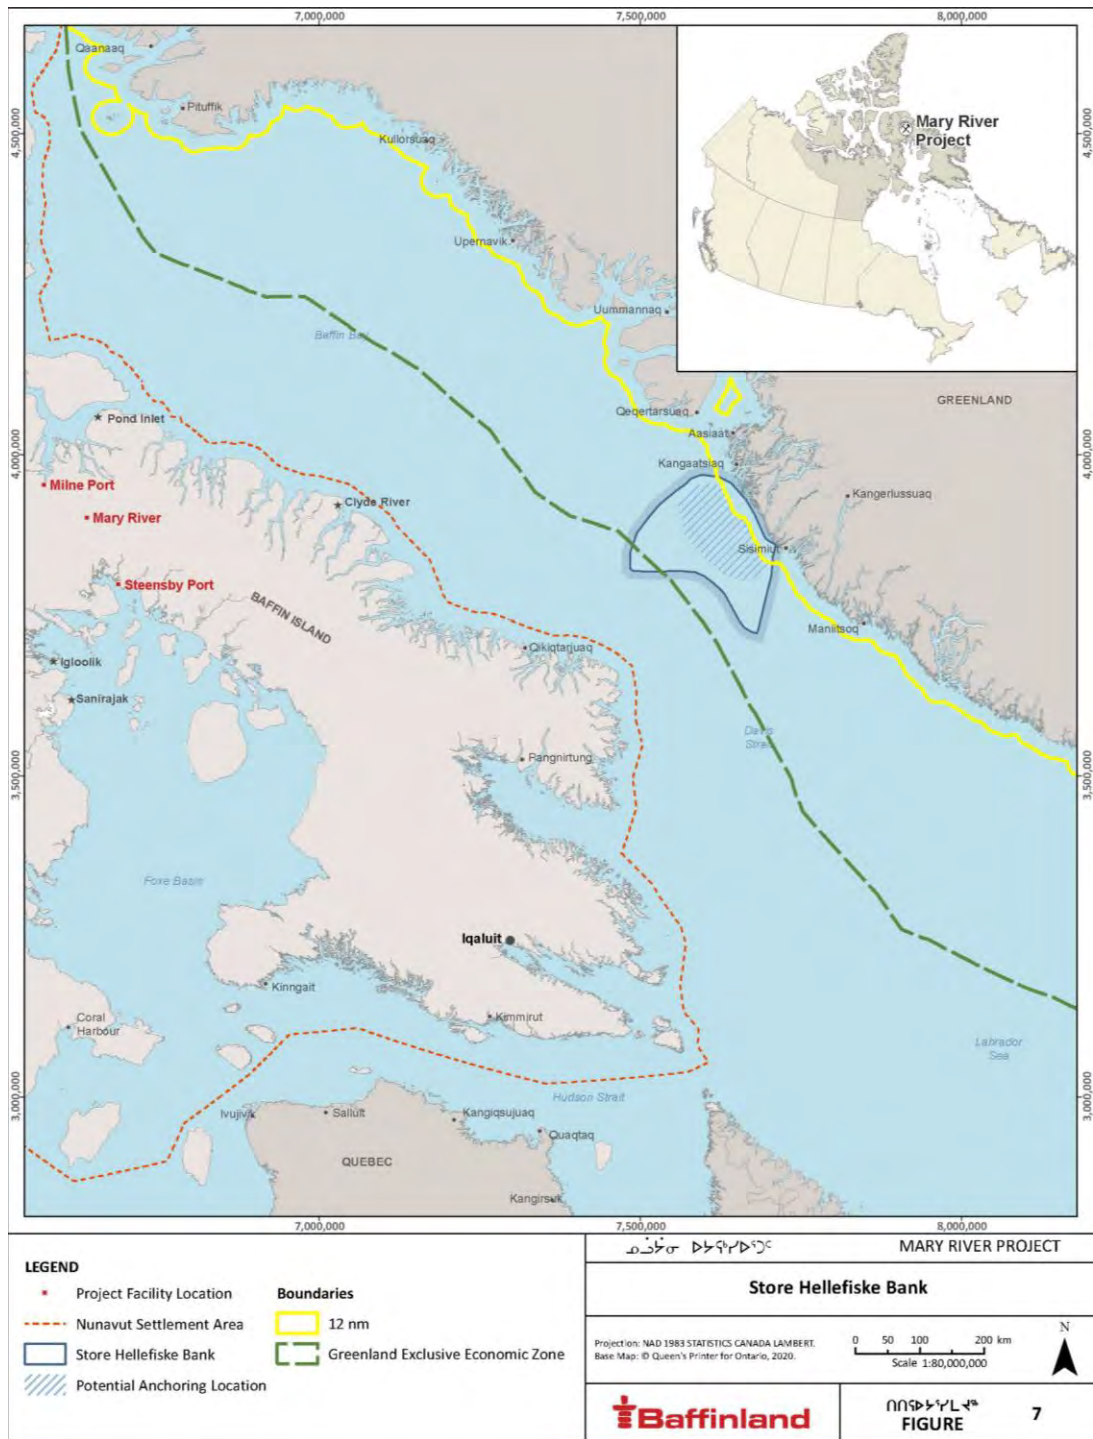 7,000,000
7,500,000
8,000,000
Qaanaaq
Pituffik
4,500,000
4,500,000
Kullorsuaq
Mary River
Project
Upernavik
Uummannaq
Baffin Bay
Qeqertarsuaq
GREENLAND
Pond Inlet
Aasiaat
4,000,000
4,000,000
Kangaatsiaq
Milne Port
Clyde River
Kangerlussuaq
Mary River
Sisimiut
Steensby Port
BAFFIN ISLAND
Maniitsoq
Qikiqtarjuaq
Igloolik
Sanirajak
Davis
Strait
Pangnirtung
3,500,000
3,500,000
Foxe Basin
Iqaluit
Kinngait
Kimmirut
Coral
Harbour
Labrador
Sea
3,000,000
3,000,000
Hudson Strait
Ivujivik
Salluit
Kangiqsujuaq
Quaqtaq
QUEBEC
Kangirsuk
7,000,000
7,500,000
8,000,000
LEGEND
Project Facility Location
Nunavut Settlement Area
Store Hellefiske Bank
Potential Anchoring Location
Boundaries
12 nm
Greenland Exclusive Economic Zone
MARY RIVER PROJECT
Store Hellefiske Bank
Projection: NAD 1983 STATISTICS CANADA LAMBERT.
Base Map: © Queen's Printer for Ontario, 2020.
0 50 100 200 km
Scale 1:80,000,000
N
Baffinland
FIGURE
7